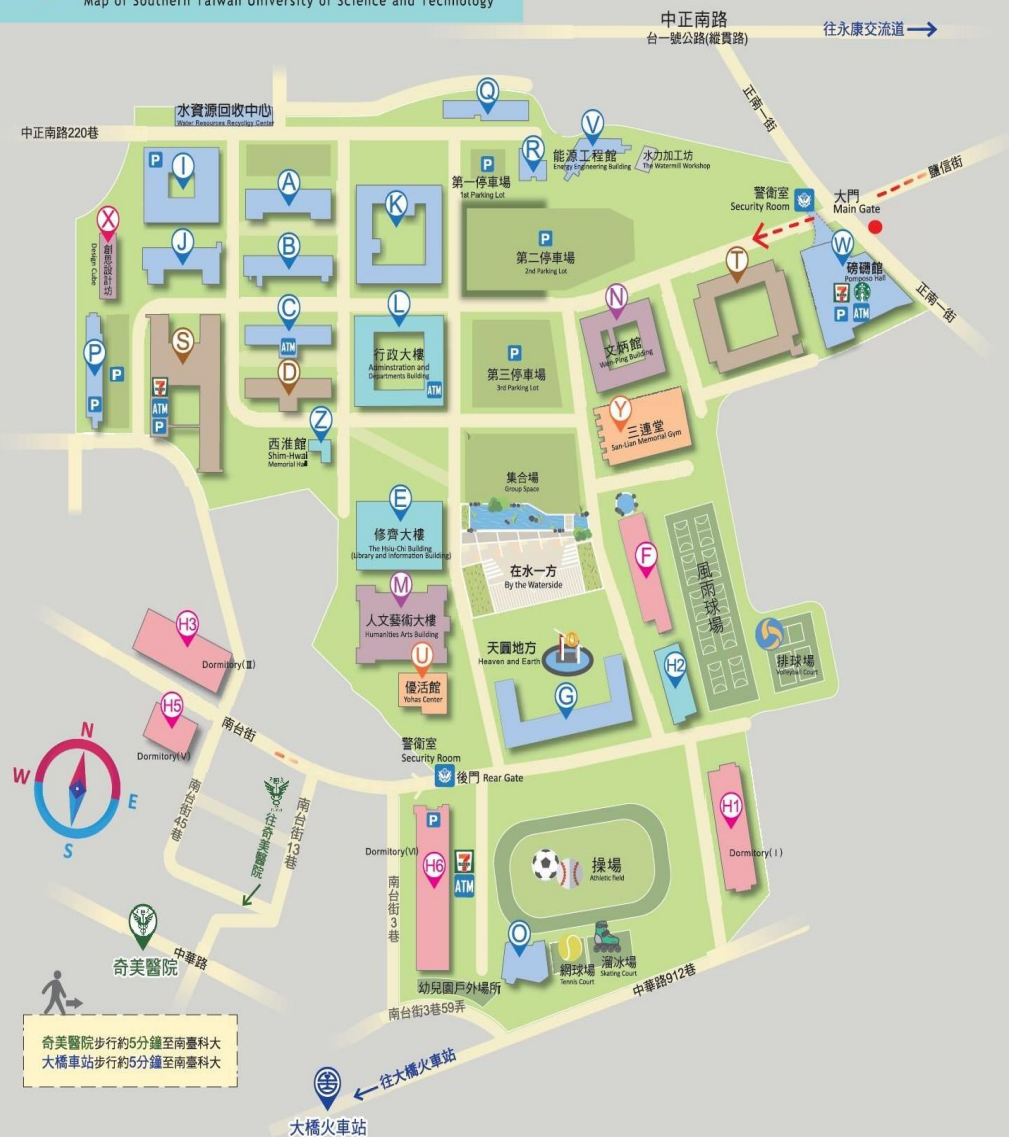 Map of Southern Taiwan University of Science and Technology
中正南路
台一號公路(縱貫路)
往永康交流道
正南一街
鹽信街
Q
水資源回收中心
Water Resources Recyclig Center
中正南路220巷
V
R
能源工程館
Energy Engineering Building
水力加工坊
The Watermill Workshop
P
I
A
K
P
第一停車場
1st Parking Lot
警衛室
Security Room
大門
Main Gate
X
創思設計坊
Design Cube
J
B
P
第二停車場
2nd Parking Lot
T
W
磅礴館
Pomposo Hall
7
P
ATM
正南一街
P
P
P
S
7
ATM
P
C
ATM
D
L
行政大樓
Adminstration and
Departments Building
ATM
P
第三停車場
3rd Parking Lot
N
文炳館
Wen-Ping Building
Y
三連堂
San-Lian Memorial Gym
Z
西淮館
Shim-Hwai
Memorial Hall
集合場
Group Space
E
修齊大樓
The Hsiu-Chi Building
(Library and Information Building)
在水一方
By the Waterside
F
風雨球場
M
人文藝術大樓
Humanities Arts Building
U
優活館
Yohas Center
天圓地方
Heaven and Earth
G
H2
排球場
Volleyball Court
H3
Dormitory(Ⅲ)
H5
Dormitory(Ⅴ)
南台街
警衛室
Security Room
後門 Rear Gate
N
W
E
S
南台街45巷
往奇美醫院
南台街13巷
P
Dormitory(Ⅵ)
H6
7
ATM
南台街3巷
操場
Athletic field
H1
Dormitory(Ⅰ)
奇美醫院
中華路
O
網球場
Tennis Court
溜冰場
Skating Court
幼兒園戶外場所
南台街3巷59弄
中華路912巷
奇美醫院步行約5分鐘至南臺科大
大橋車站步行約5分鐘至南臺科大
往大橋火車站
大橋火車站